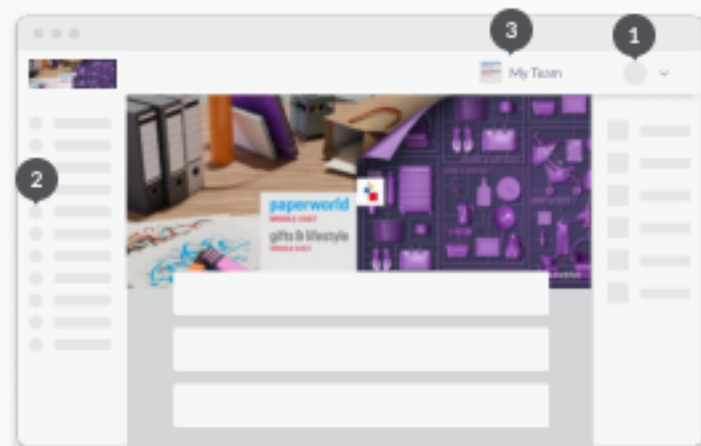 3
1
My Team
2
paperworld
MIDDLE EAST
gifts & lifestyle
MIDDLE EAST